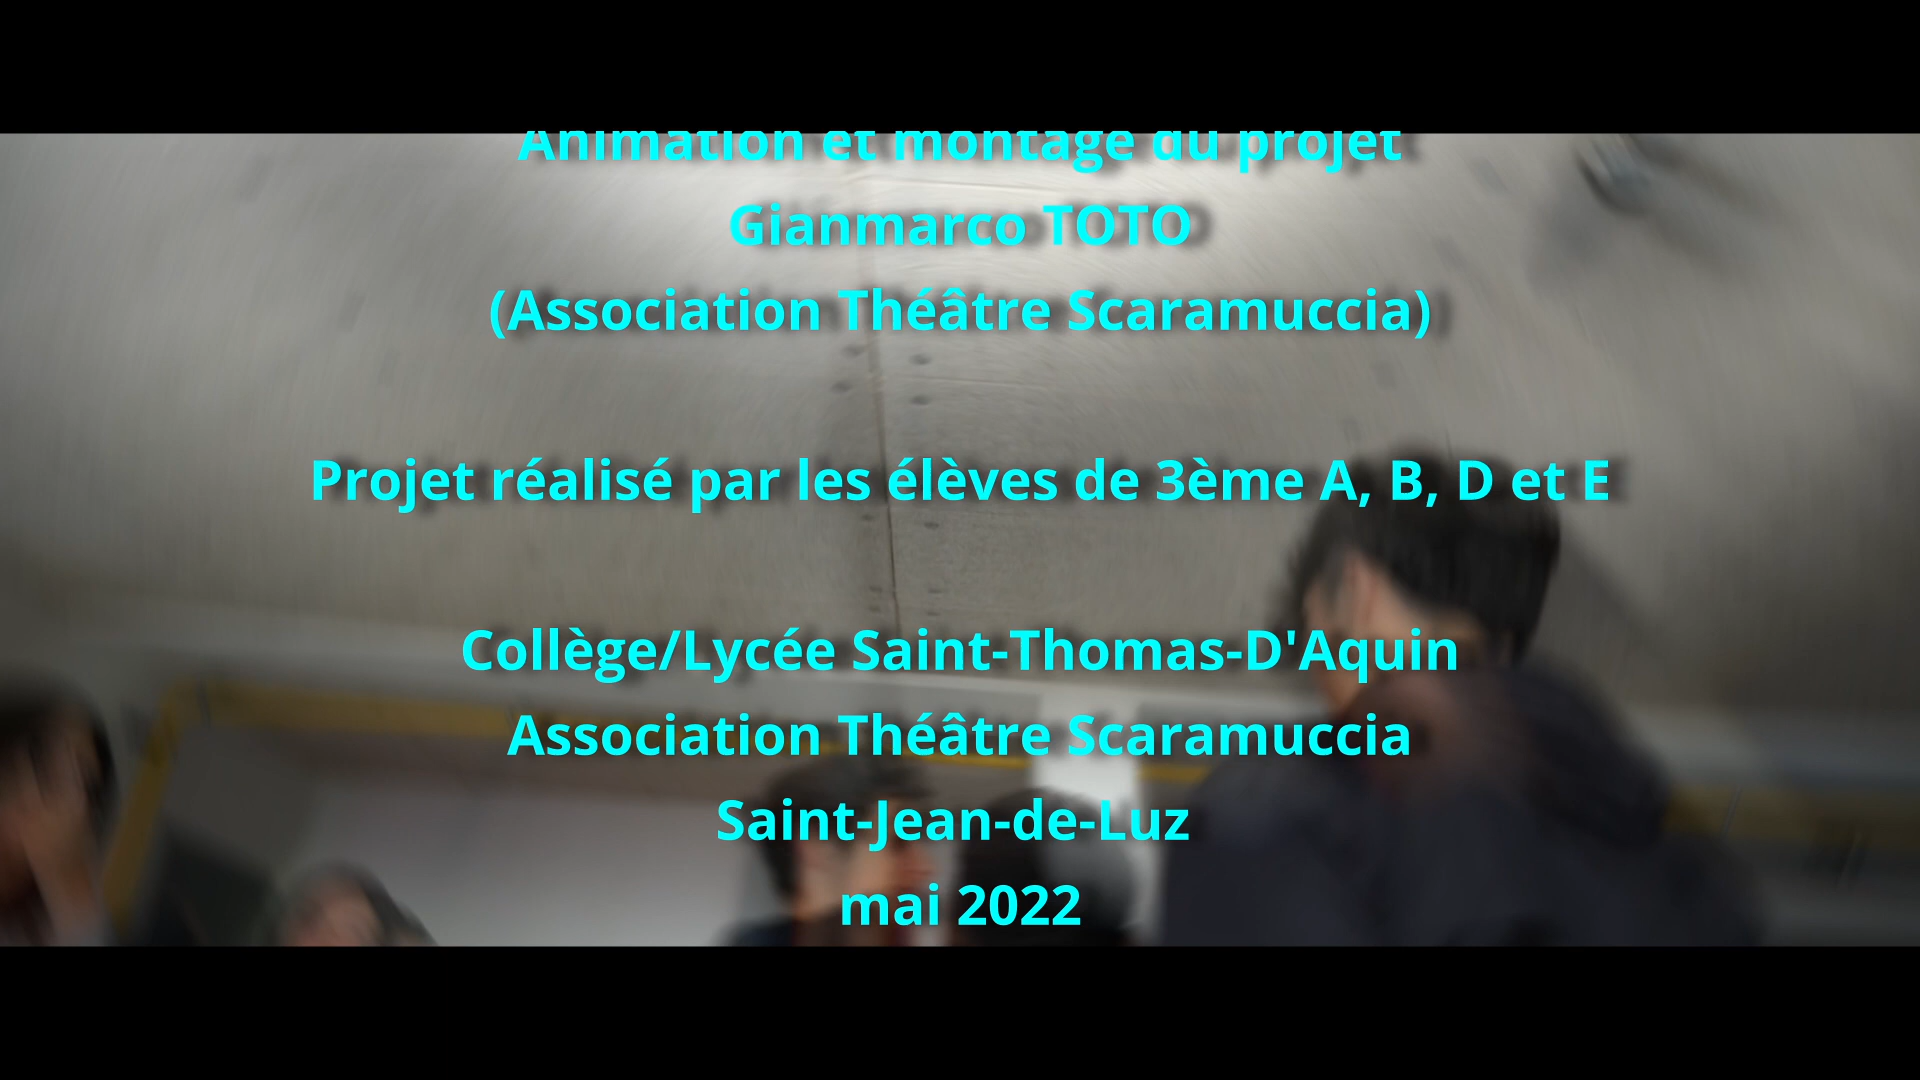 Animation et montage du projet
Gianmarco TOTO
(Association Théâtre Scaramuccia)
Projet réalisé par les élèves de 3ème A, B, D et E
Collège/Lycée Saint-Thomas-D'Aquin
Association Théâtre Scaramuccia
Saint-Jean-de-Luz
mai 2022